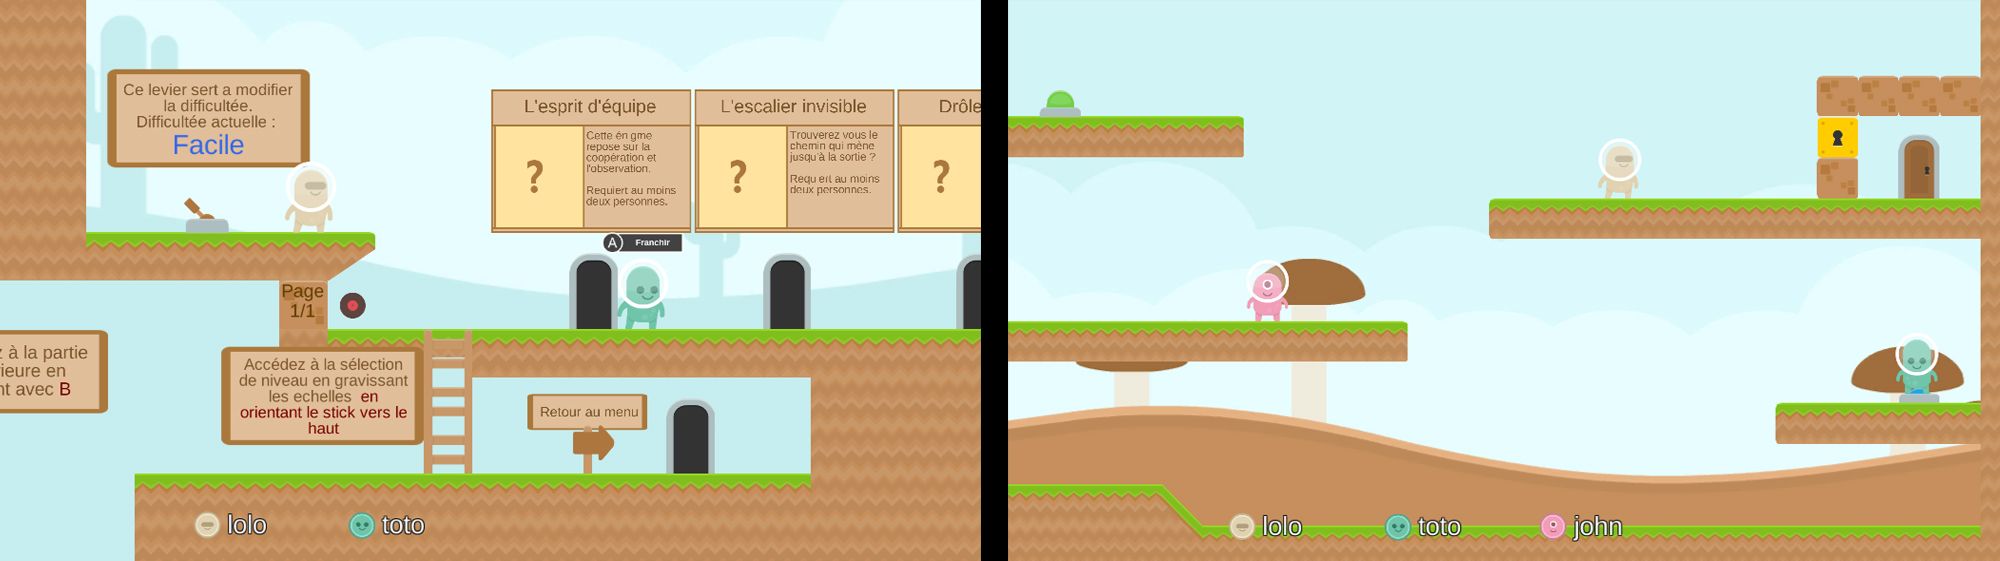 Ce levier sert a modifier
la difficultée.
Difficultée actuelle :
Facile
L'esprit d'équipe
Cette én gme
repose sur la
coopération et
l'observation.
Requiert au moins
deux personnes.
L'escalier invisible
Trouverez vous le
chemin qui mène
jusqu'à la sortie ?
Requ ert au moins
deux personnes.
Drôle
?
?
?
A Franchir
Page
1/1
z à la partie
ieure en
nt avec B
Accédez à la sélection
de niveau en gravissant
les echelles en
orientant le stick vers le
haut
Retour au menu
lolo
toto
lolo
toto
john